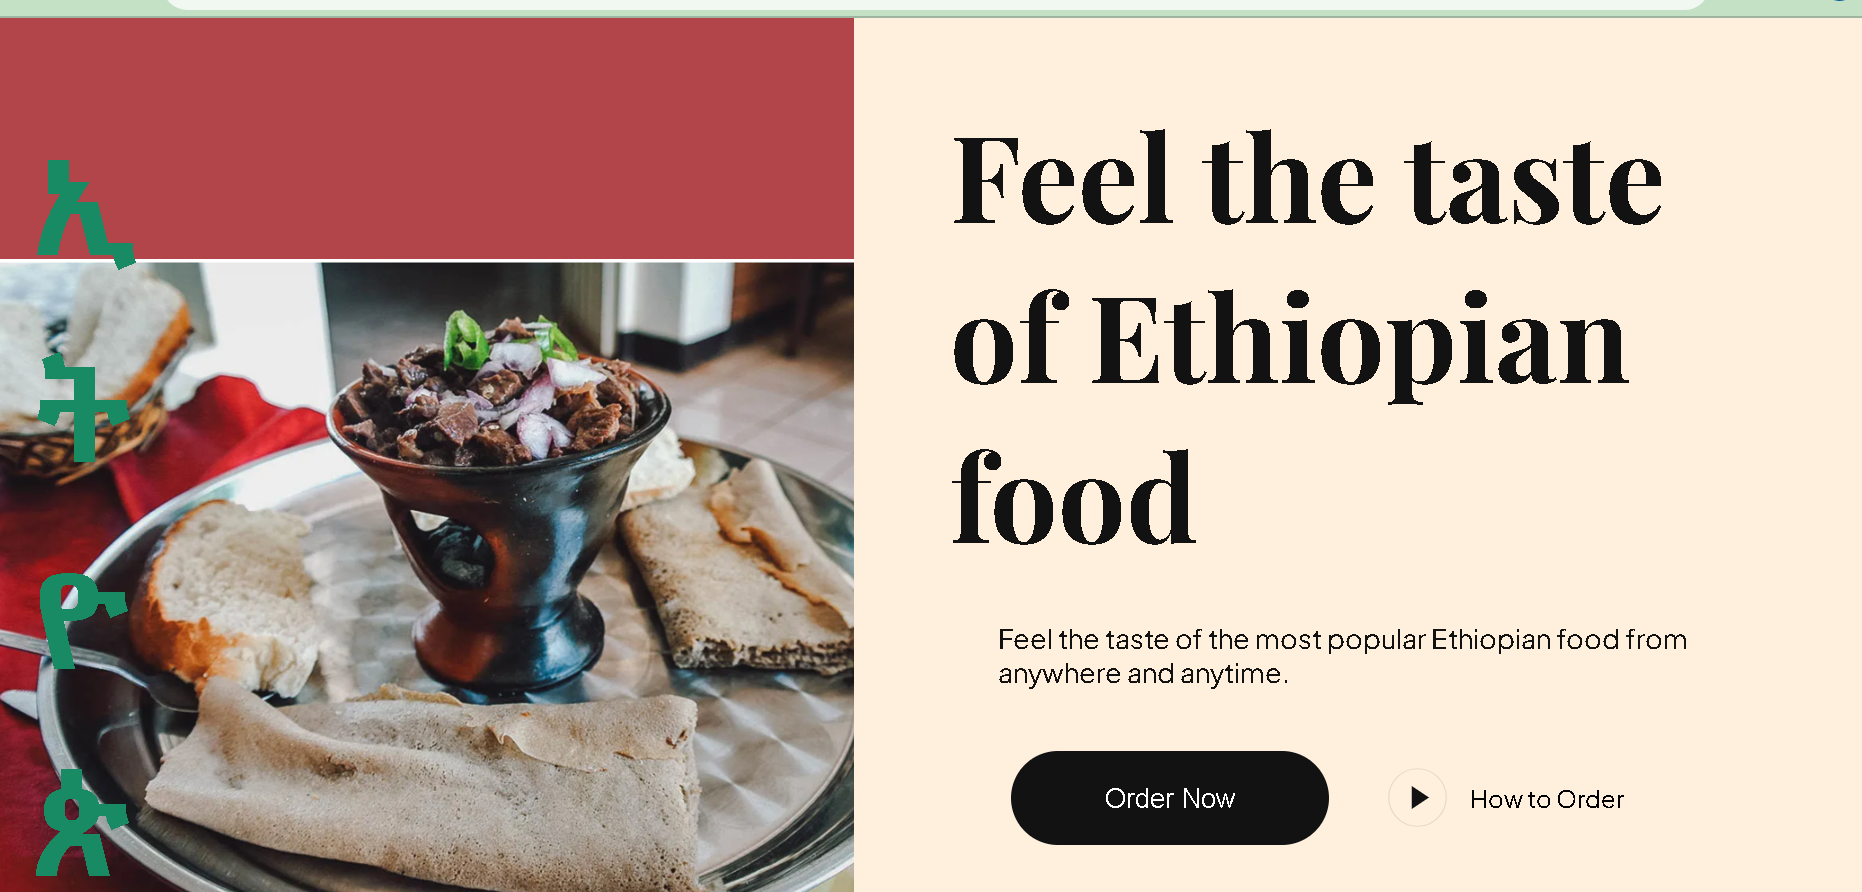 ኢ
ት
ዮ
ጵ
Feel the taste
of Ethiopian
food
Feel the taste of the most popular Ethiopian food from
anywhere and anytime.
Order Now
How to Order